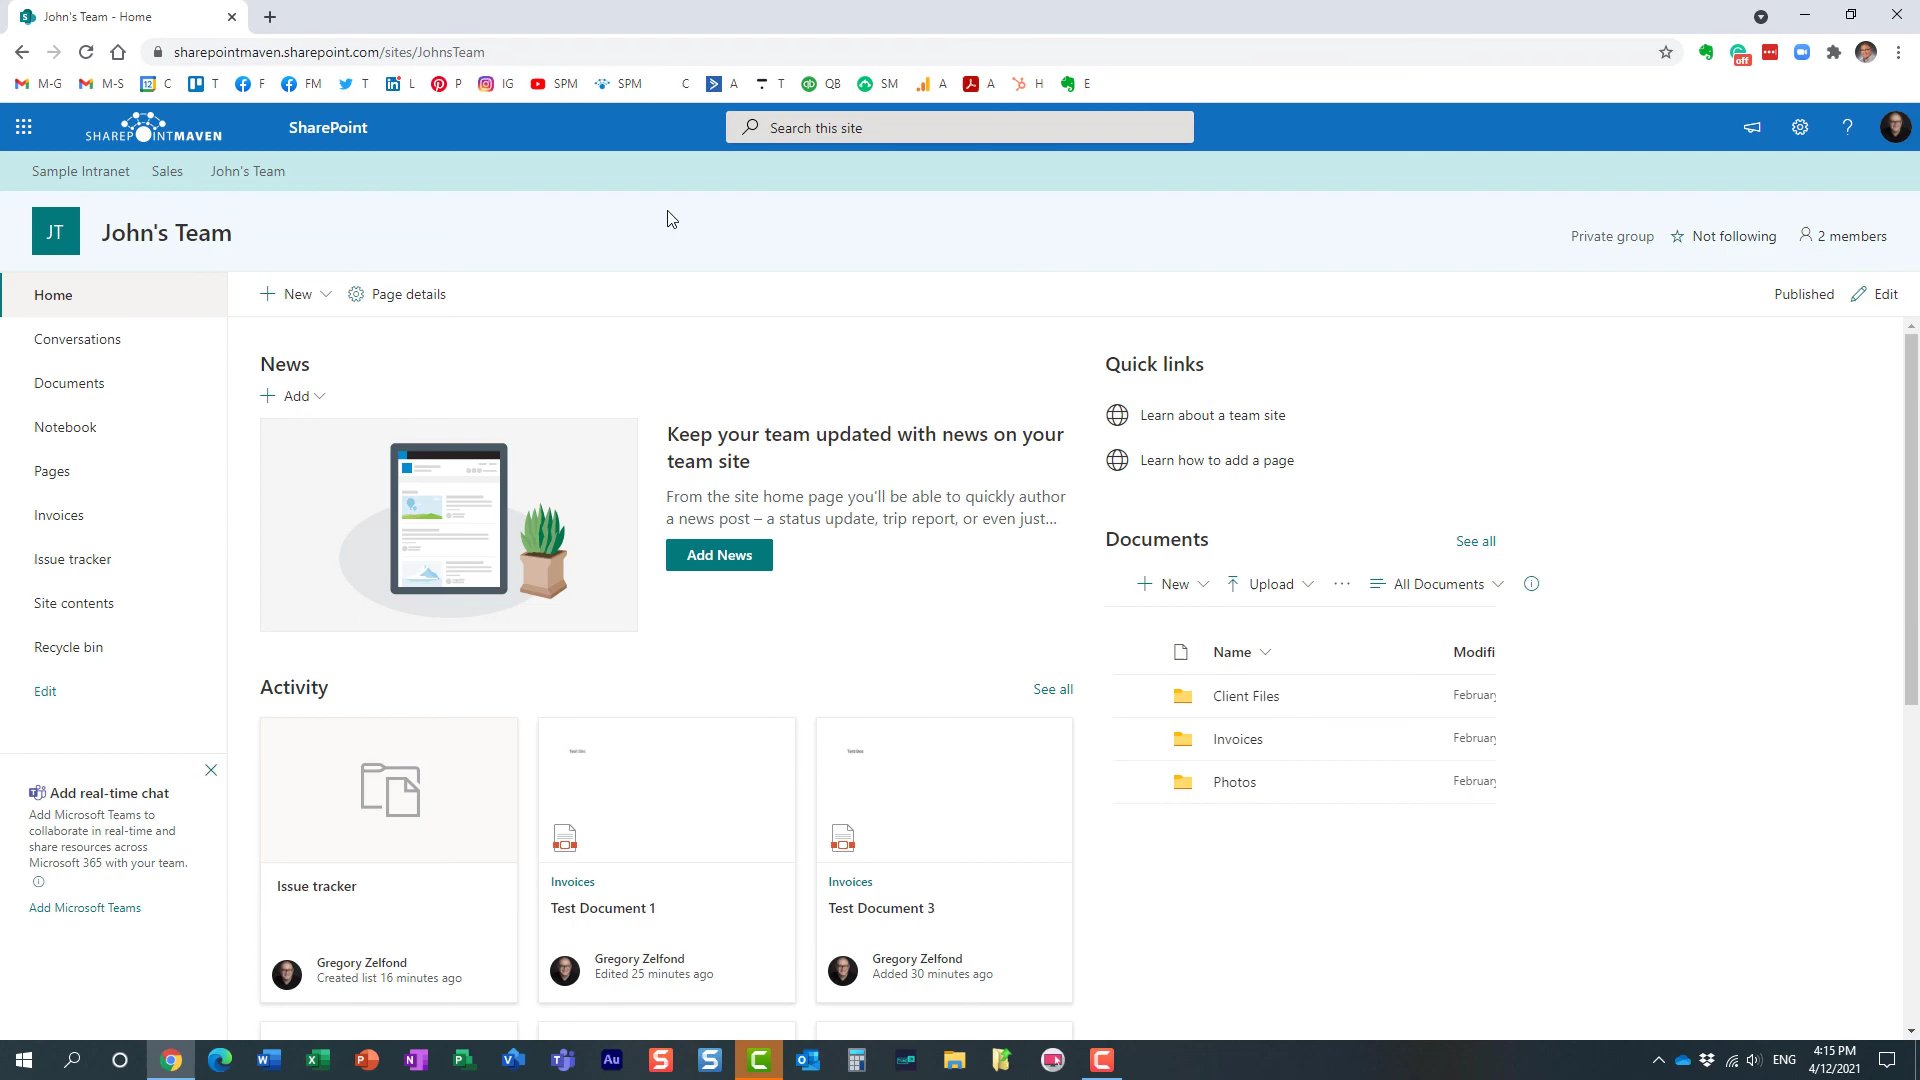 John's Team - Home
sharepointmaven.sharepoint.com/sites/JohnsTeam
off
M-G M-S 12 C T F FM T L P IG SPM SPM C A T QB SM A A H E
SHAREPOINTMAVEN SharePoint Search this site
Sample Intranet Sales John's Team
JT John's Team
Private group Not following 2 members
Home
Conversations
Documents
Notebook
Pages
Invoices
Issue tracker
Site contents
Recycle bin
Edit
Add real-time chat
Add Microsoft Teams to
collaborate in real-time and
share resources across
Microsoft 365 with your team.
Add Microsoft Teams
New Page details Published Edit
News
Add
Keep your team updated with news on your
team site
From the site home page you'll be able to quickly author
a news post – a status update, trip report, or even just...
Add News
Activity See all
Issue tracker
Gregory Zelfond
Created list 16 minutes ago
Invoices
Test Document 1
Gregory Zelfond
Edited 25 minutes ago
Invoices
Test Document 3
Gregory Zelfond
Added 30 minutes ago
Quick links
Learn about a team site
Learn how to add a page
Documents See all
New Upload ··· All Documents
Name Modifi
Client Files February
Invoices February
Photos February
ENG 4:15 PM
4/12/2021